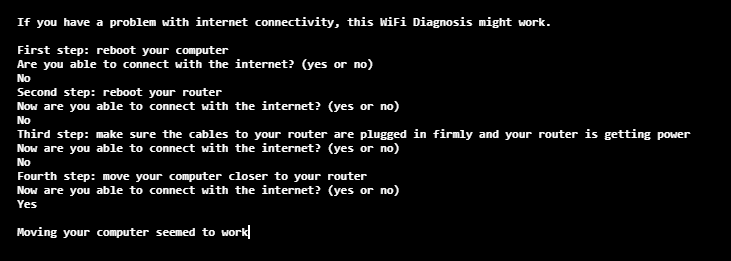 If you have a problem with internet connectivity, this WiFi Diagnosis might work.
First step: reboot your computer
Are you able to connect with the internet? (yes or no)
No
Second step: reboot your router
Now are you able to connect with the internet? (yes or no)
No
Third step: make sure the cables to your router are plugged in firmly and your router is getting power
Now are you able to connect with the internet? (yes or no)
No
Fourth step: move your computer closer to your router
Now are you able to connect with the internet? (yes or no)
Yes
Moving your computer seemed to work